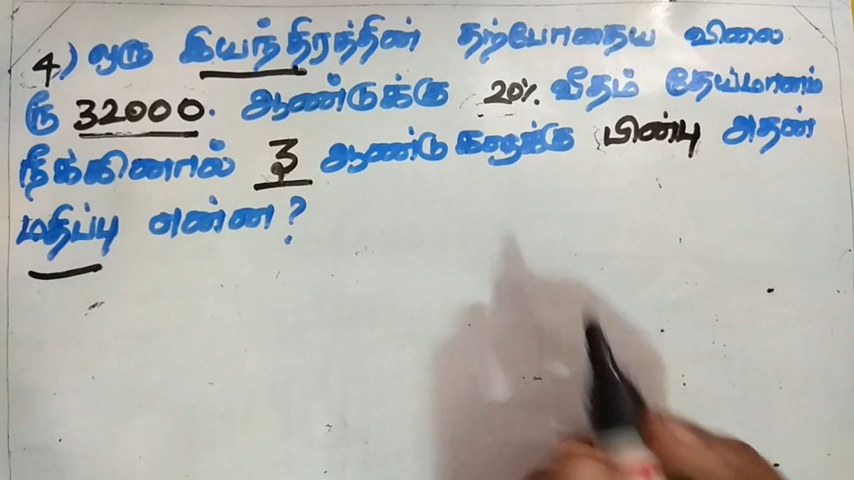 4) ஒரு இயந்திரத்தின் தற்போதைய விலை
ரூ 32000. ஆண்டுக்கு 20% வீதம் தேய்மானம்
நீக்கினால் 3 ஆண்டுகளுக்கு பின்பு அதன்
மதிப்பு என்ன?